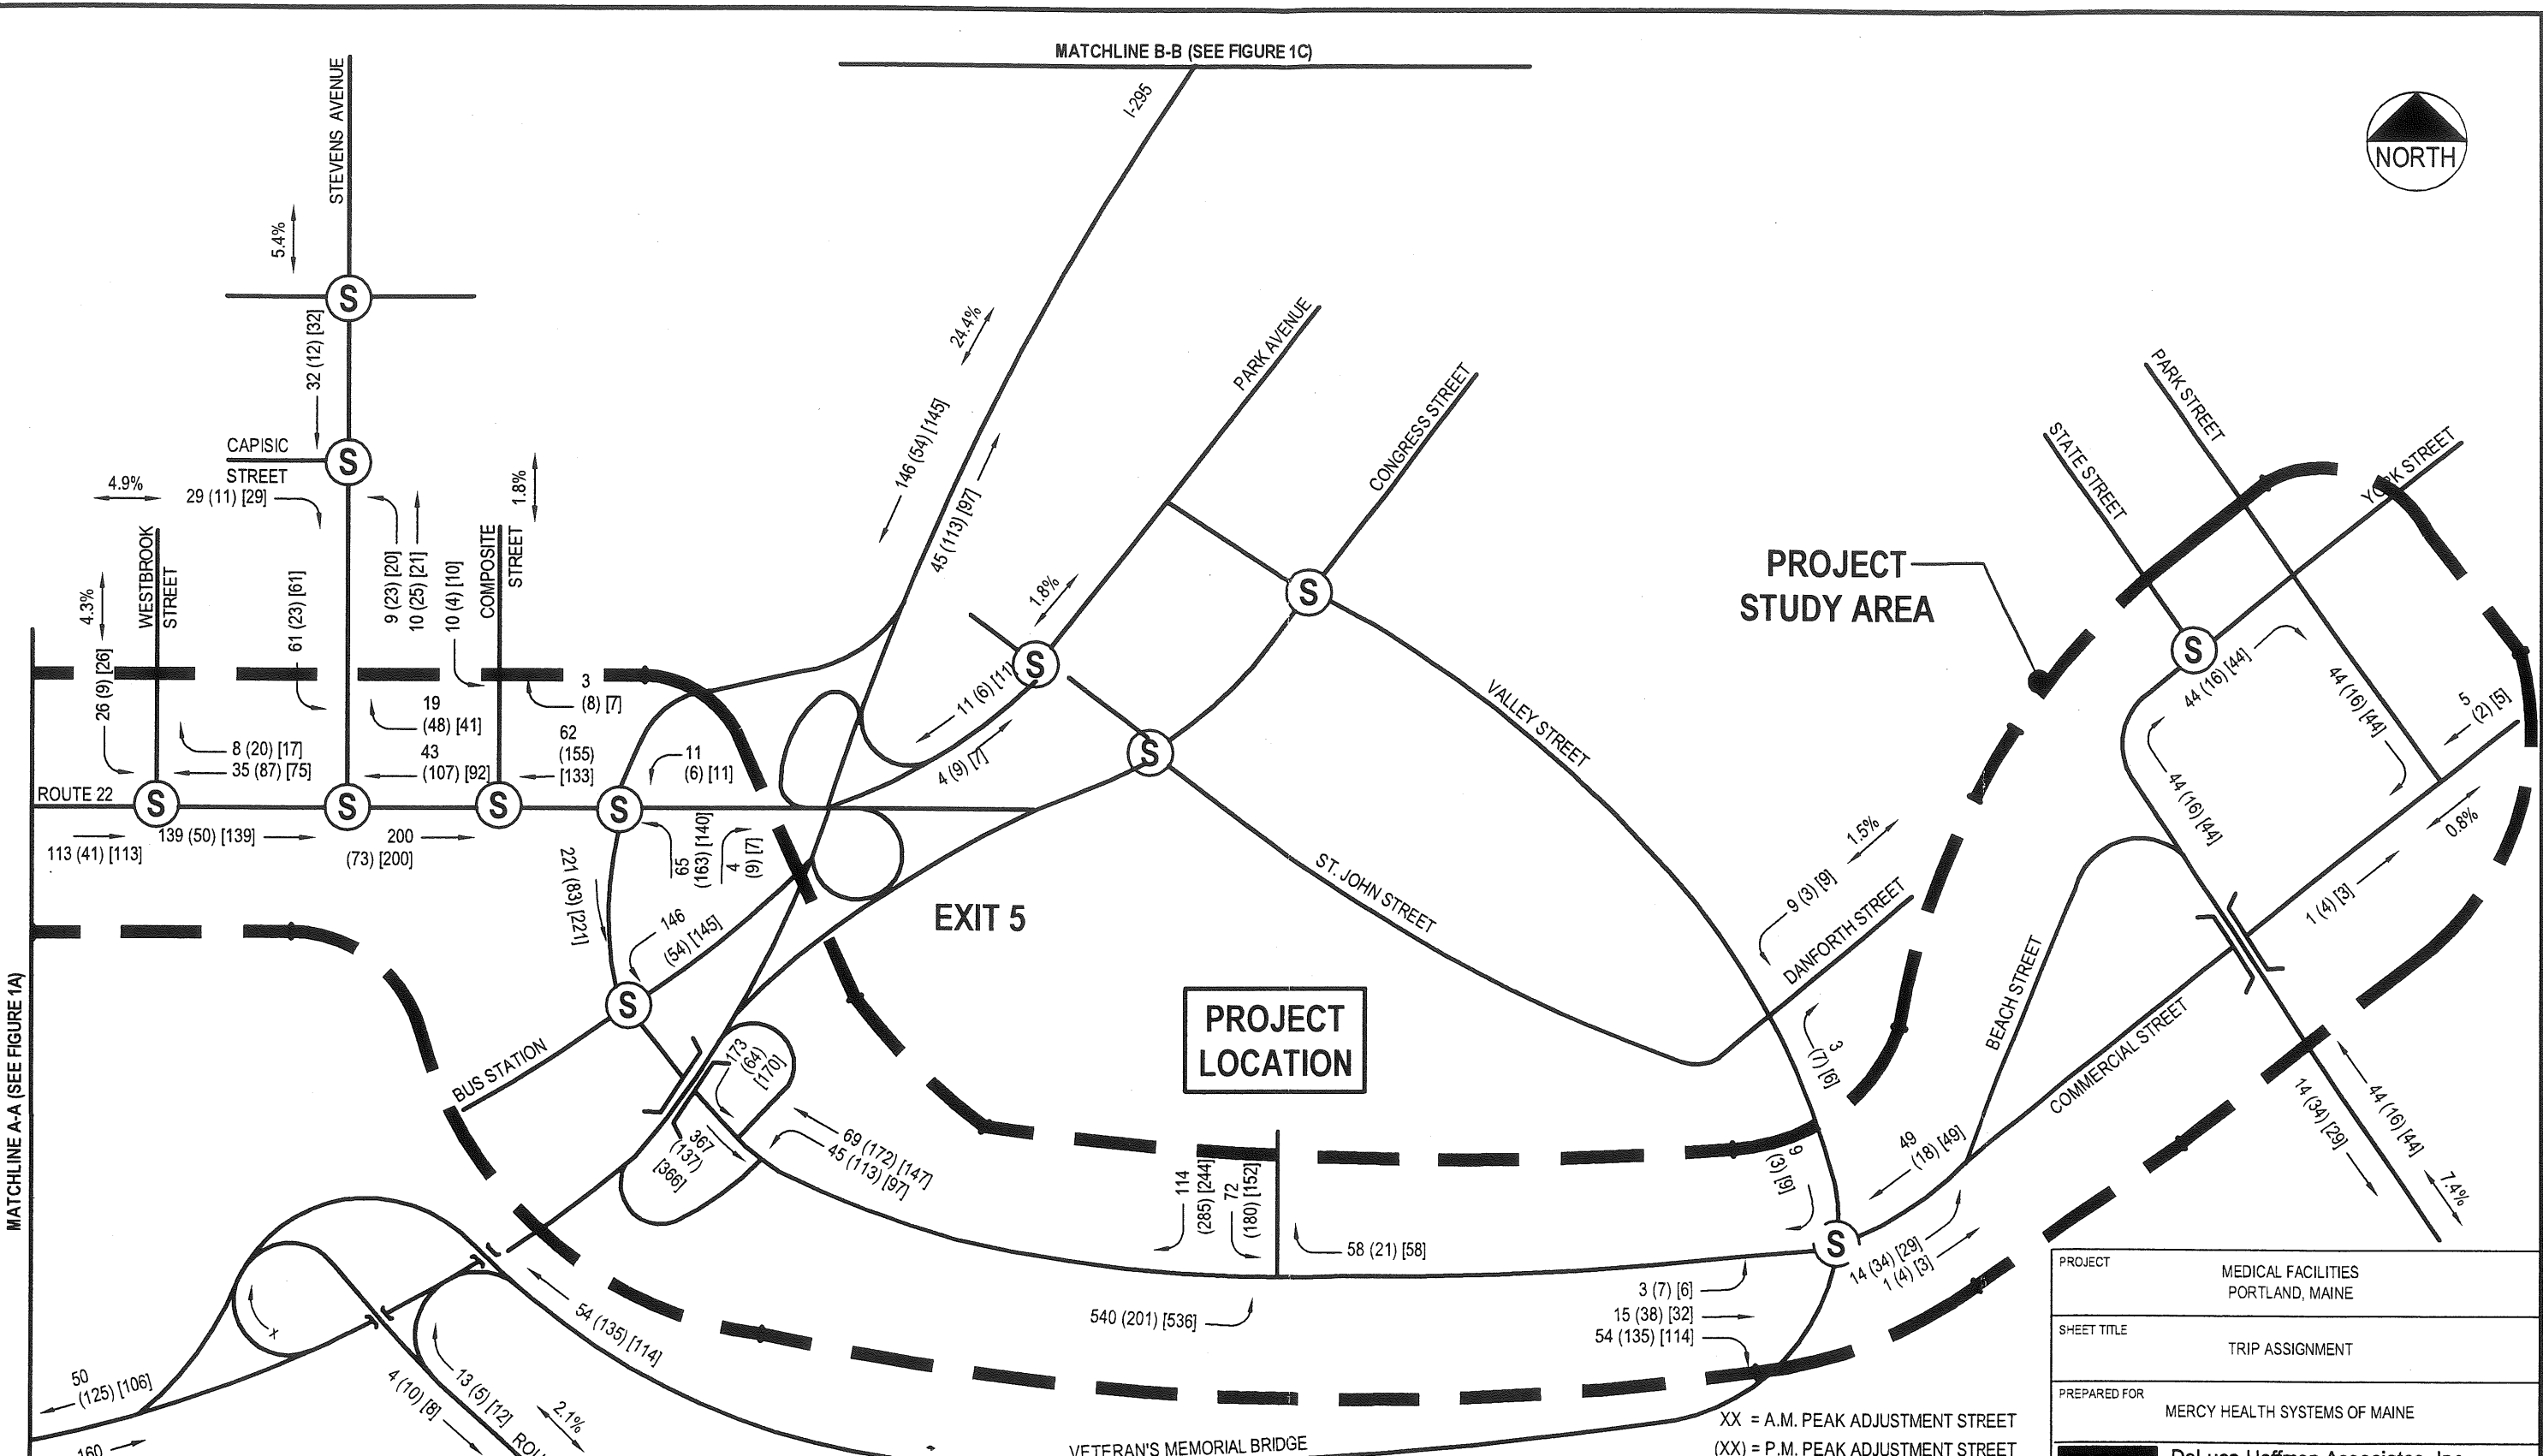 MATCHLINE B-B (SEE FIGURE 1C)
I-295
NORTH
STEVENS AVENUE
5.4%
32 (12) [32]
CAPISIC
STREET
29 (11) [29]
4.9%
1.8%
9 (23) [20]
10 (25) [21]
10 (4) [10]
COMPOSITE
STREET
WESTBROOK
STREET
4.3%
26 (9) [26]
61 (23) [61]
8 (20) [17]
35 (87) [75]
19
(48) [41]
43
(107) [92]
3
(8) [7]
62
(155)
[133]
11
(6) [11]
ROUTE 22
S
S
S
S
S
S
S
S
S
S
S
S
113 (41) [113]
139 (50) [139]
200
(73) [200]
221 (83) [221]
65
(163) [140]
4
(9) [7]
146
(54) [145]
24.4%
146 (54) [145]
45 (113) [97]
PARK AVENUE
CONGRESS STREET
1.8%
11 (6) [11]
4 (9) [7]
VALLEY STREET
ST. JOHN STREET
EXIT 5
PROJECT
LOCATION
PROJECT
STUDY AREA
PARK STREET
STATE STREET
YORK STREET
44 (16) [44]
44 (16) [44]
44 (16) [44]
5
(2) [5]
0.8%
1 (4) [3]
1.5%
9 (3) [9]
DANFORTH STREET
3
(7) [6]
BEACH STREET
COMMERCIAL STREET
49
(18) [49]
9
(3) [9]
14 (34) [29]
44 (16) [44]
7.4%
14 (34) [29]
1 (4) [3]
MATCHLINE A-A (SEE FIGURE 1A)
BUS STATION
173
(64)
[170]
367
(137)
[366]
69 (172) [147]
45 (113) [97]
114
(285) [244]
72
(180) [152]
58 (21) [58]
540 (201) [536]
3 (7) [6]
15 (38) [32]
54 (135) [114]
54 (135) [114]
x
50
(125) [106]
160
4 (10) [8]
13 (5) [12]
2.1%
VETERAN'S MEMORIAL BRIDGE
XX = A.M. PEAK ADJUSTMENT STREET
(XX) = P.M. PEAK ADJUSTMENT STREET
PROJECT
MEDICAL FACILITIES
PORTLAND, MAINE
SHEET TITLE
TRIP ASSIGNMENT
PREPARED FOR
MERCY HEALTH SYSTEMS OF MAINE